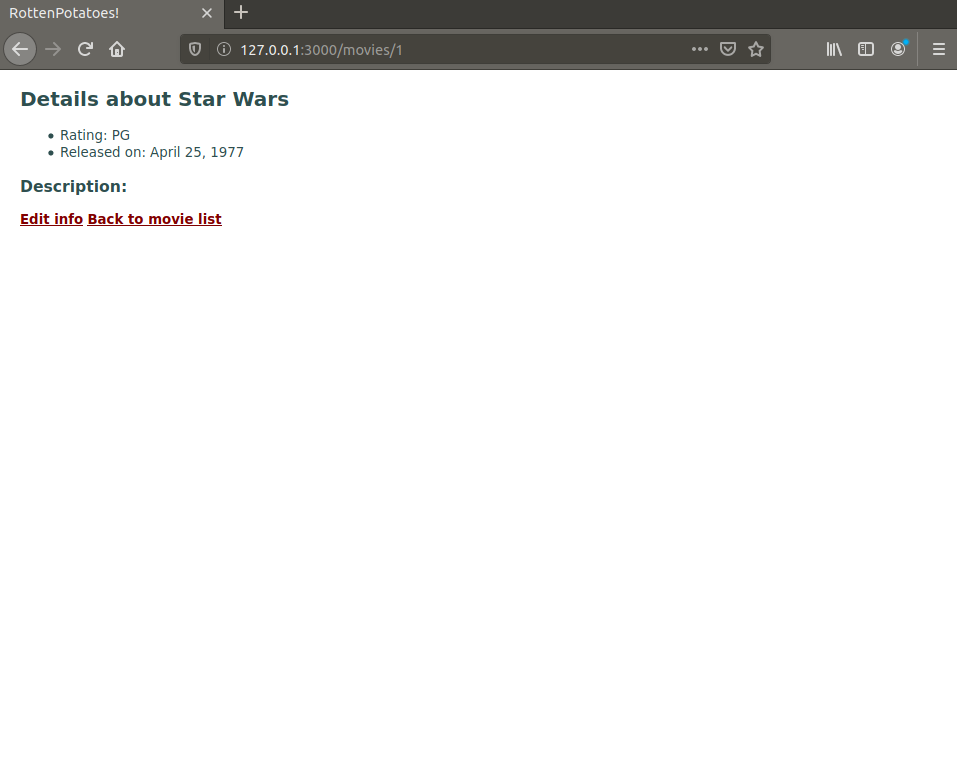 RottenPotatoes!
127.0.0.1:3000/movies/1
Details about Star Wars
Rating: PG
Released on: April 25, 1977
Description:
Edit info Back to movie list